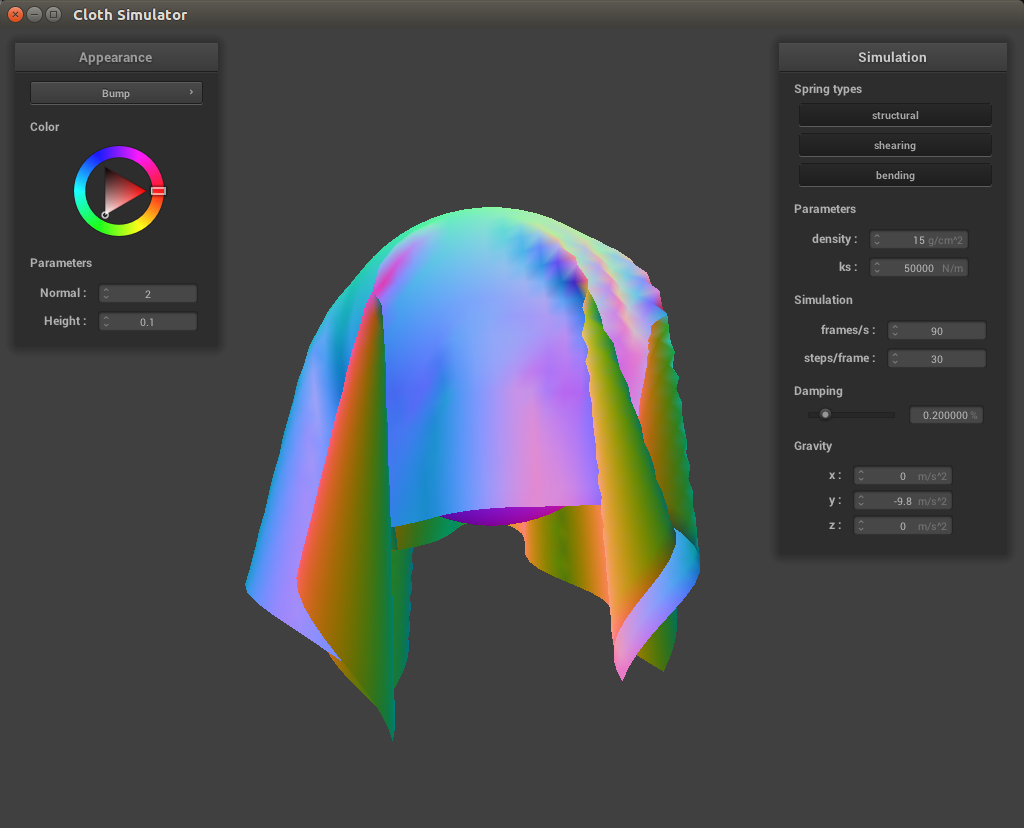 Cloth Simulator
Appearance
Bump
Color
Parameters
Normal : 2
Height : 0.1
Simulation
Spring types
structural
shearing
bending
Parameters
density : 15 g/cm^2
ks : 50000 N/m
Simulation
frames/s : 90
steps/frame : 30
Damping
0.200000 %
Gravity
x : 0 m/s^2
y : -9.8 m/s^2
z : 0 m/s^2